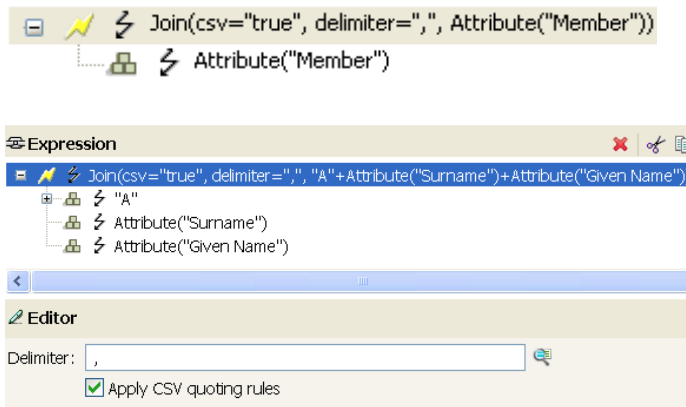 Join(csv="true", delimiter=",", Attribute("Member"))
Attribute("Member")
Expression
Join(csv="true", delimiter=",", "A"+Attribute("Surname")+Attribute("Given Name")
"A"
Attribute("Surname")
Attribute("Given Name")
Editor
Delimiter: ,
Apply CSV quoting rules